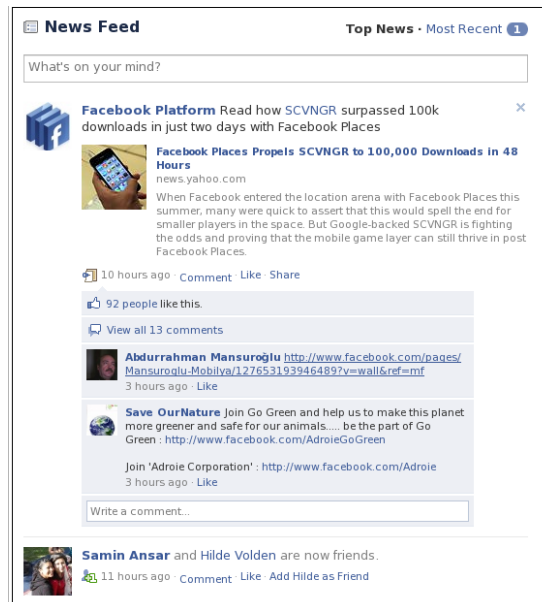 News Feed
Top News · Most Recent 1
What's on your mind?
Facebook Platform Read how SCVNGR surpassed 100k
downloads in just two days with Facebook Places
Facebook Places Propels SCVNGR to 100,000 Downloads in 48
Hours
news.yahoo.com
When Facebook entered the location arena with Facebook Places this
summer, many were quick to assert that this would spell the end for
smaller players in the space. But Google-backed SCVNGR is fighting
the odds and proving that the mobile game layer can still thrive in post
Facebook Places.
10 hours ago · Comment · Like · Share
92 people like this.
View all 13 comments
Abdurrahman Mansuroğlu http://www.facebook.com/pages/
Mansuroglu-Mobilya/127653193946489?v=wall&ref=mf
3 hours ago · Like
Save OurNature Join Go Green and help us to make this planet
more greener and safe for our animals..... be the part of Go
Green : http://www.facebook.com/AdroieGoGreen
Join 'Adroie Corporation' : http://www.facebook.com/Adroie
3 hours ago · Like
Write a comment...
Samin Ansar and Hilde Volden are now friends.
11 hours ago · Comment · Like · Add Hilde as Friend